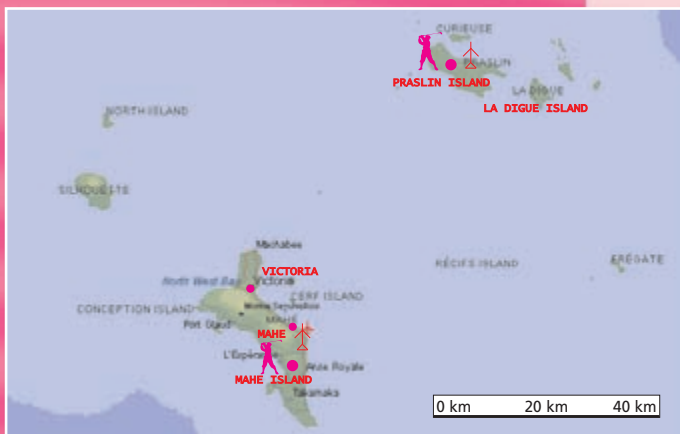 CURIEUSE
PRASLIN
PRASLIN ISLAND
LA DIGUE
LA DIGUE ISLAND
NORTH ISLAND
SILHOUETTE
Machabee
RÉCIFS ISLAND
FRÉGATE
VICTORIA
North West Bay
Victoria
CERF ISLAND
CONCEPTION ISLAND
Port Glaud
MAHÉ
MAHE
L'Espérance
Anse Royale
MAHE ISLAND
Takamaka
0 km 20 km 40 km